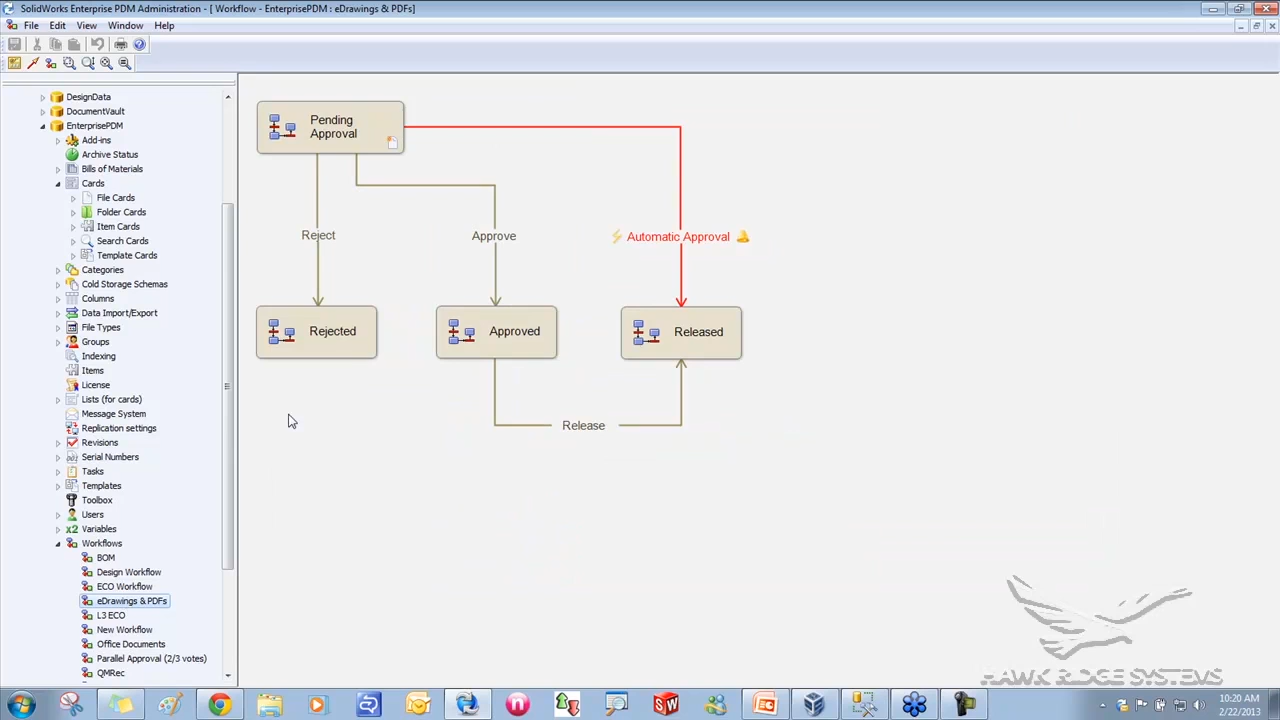 SolidWorks Enterprise PDM Administration - [ Workflow - EnterprisePDM : eDrawings & PDFs]
File Edit View Window Help
DesignData
DocumentVault
EnterprisePDM
Add-ins
Archive Status
Bills of Materials
Cards
File Cards
Folder Cards
Item Cards
Search Cards
Template Cards
Categories
Cold Storage Schemas
Columns
Data Import/Export
File Types
Groups
Indexing
Items
License
Lists (for cards)
Message System
Replication settings
Revisions
Serial Numbers
Tasks
Templates
Toolbox
Users
Variables
Workflows
BOM
Design Workflow
ECO Workflow
eDrawings & PDFs
L3 ECO
New Workflow
Office Documents
Parallel Approval (2/3 votes)
QMRec
Pending
Approval
Reject
Approve
Automatic Approval
Rejected
Approved
Released
Release
HAWK RIDGE SYSTEMS
10:20 AM
2/22/2013